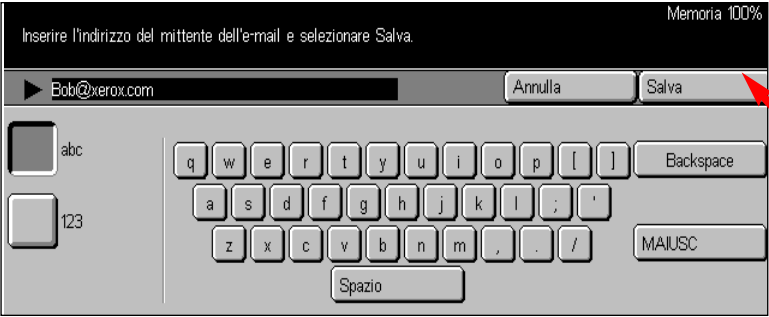 Memoria 100%
Inserire l'indirizzo del mittente dell'e-mail e selezionare Salva.
Bob@xerox.com
Annulla
Salva
abc
q w e r t y u i o p [ ] Backspace
a s d f g h j k l ; '
123
z x c v b n m , . / MAIUSC
Spazio